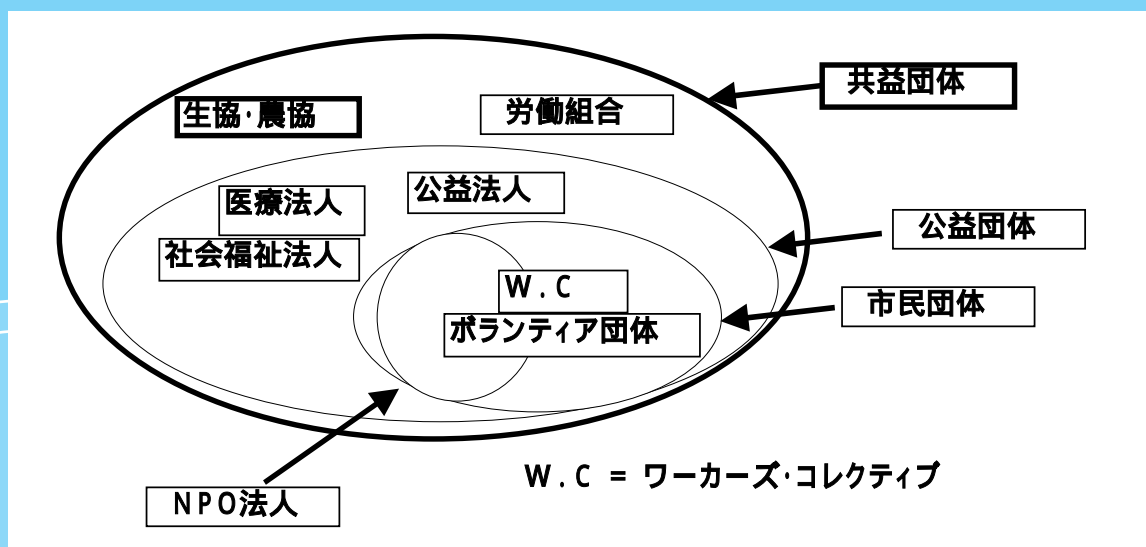 共益団体
生協・農協
労働組合
医療法人
公益法人
社会福祉法人
公益団体
W.C
市民団体
ボランティア団体
W.C = ワーカーズ・コレクティブ
NPO法人